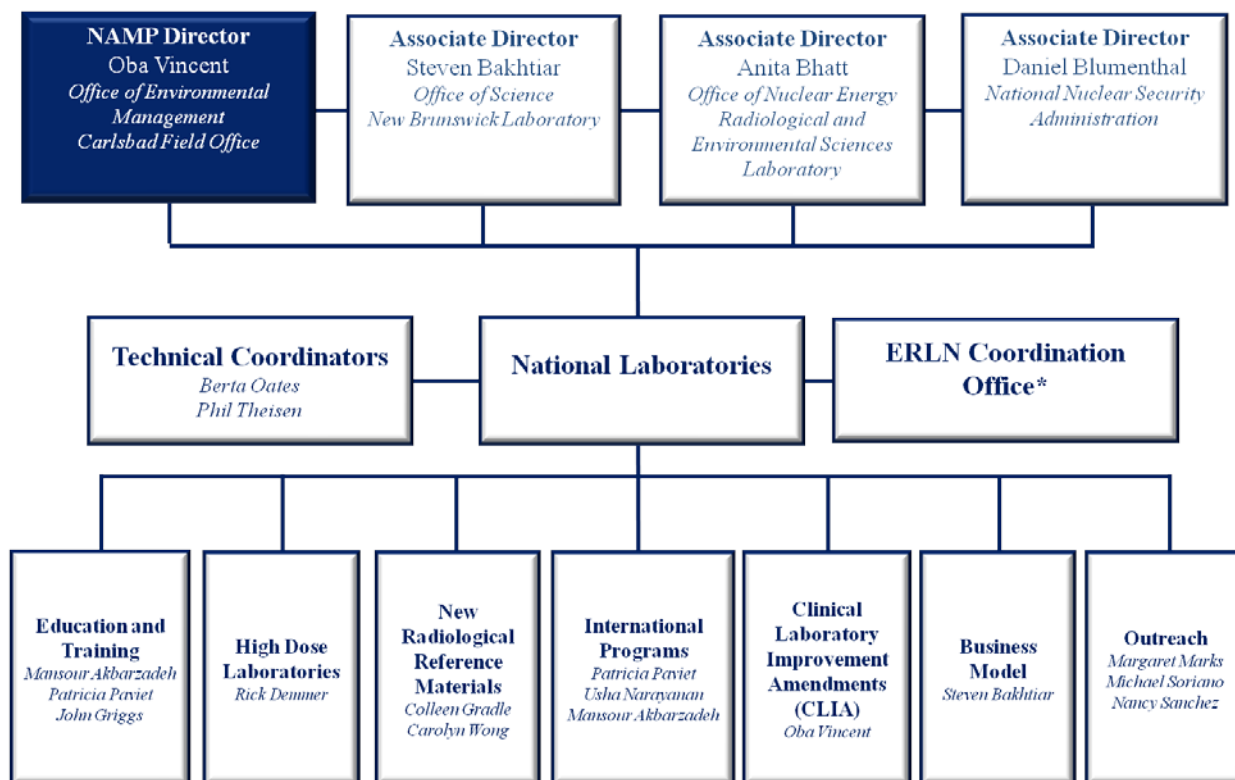 NAMP Director
Oba Vincent
Office of Environmental
Management
Carlsbad Field Office
Associate Director
Steven Bakhtiar
Office of Science
New Brunswick Laboratory
Associate Director
Anita Bhatt
Office of Nuclear Energy
Radiological and
Environmental Sciences
Laboratory
Associate Director
Daniel Blumenthal
National Nuclear Security
Administration
Technical Coordinators
Berta Oates
Phil Theisen
National Laboratories
ERLN Coordination
Office*
Education and
Training
Mansour Akbarzadeh
Patricia Paviet
John Griggs
High Dose
Laboratories
Rick Demmer
New
Radiological
Reference
Materials
Colleen Gradle
Carolyn Wong
International
Programs
Patricia Paviet
Usha Narayanan
Mansour Akbarzadeh
Clinical
Laboratory
Improvement
Amendments
(CLIA)
Oba Vincent
Business
Model
Steven Bakhtiar
Outreach
Margaret Marks
Michael Soriano
Nancy Sanchez